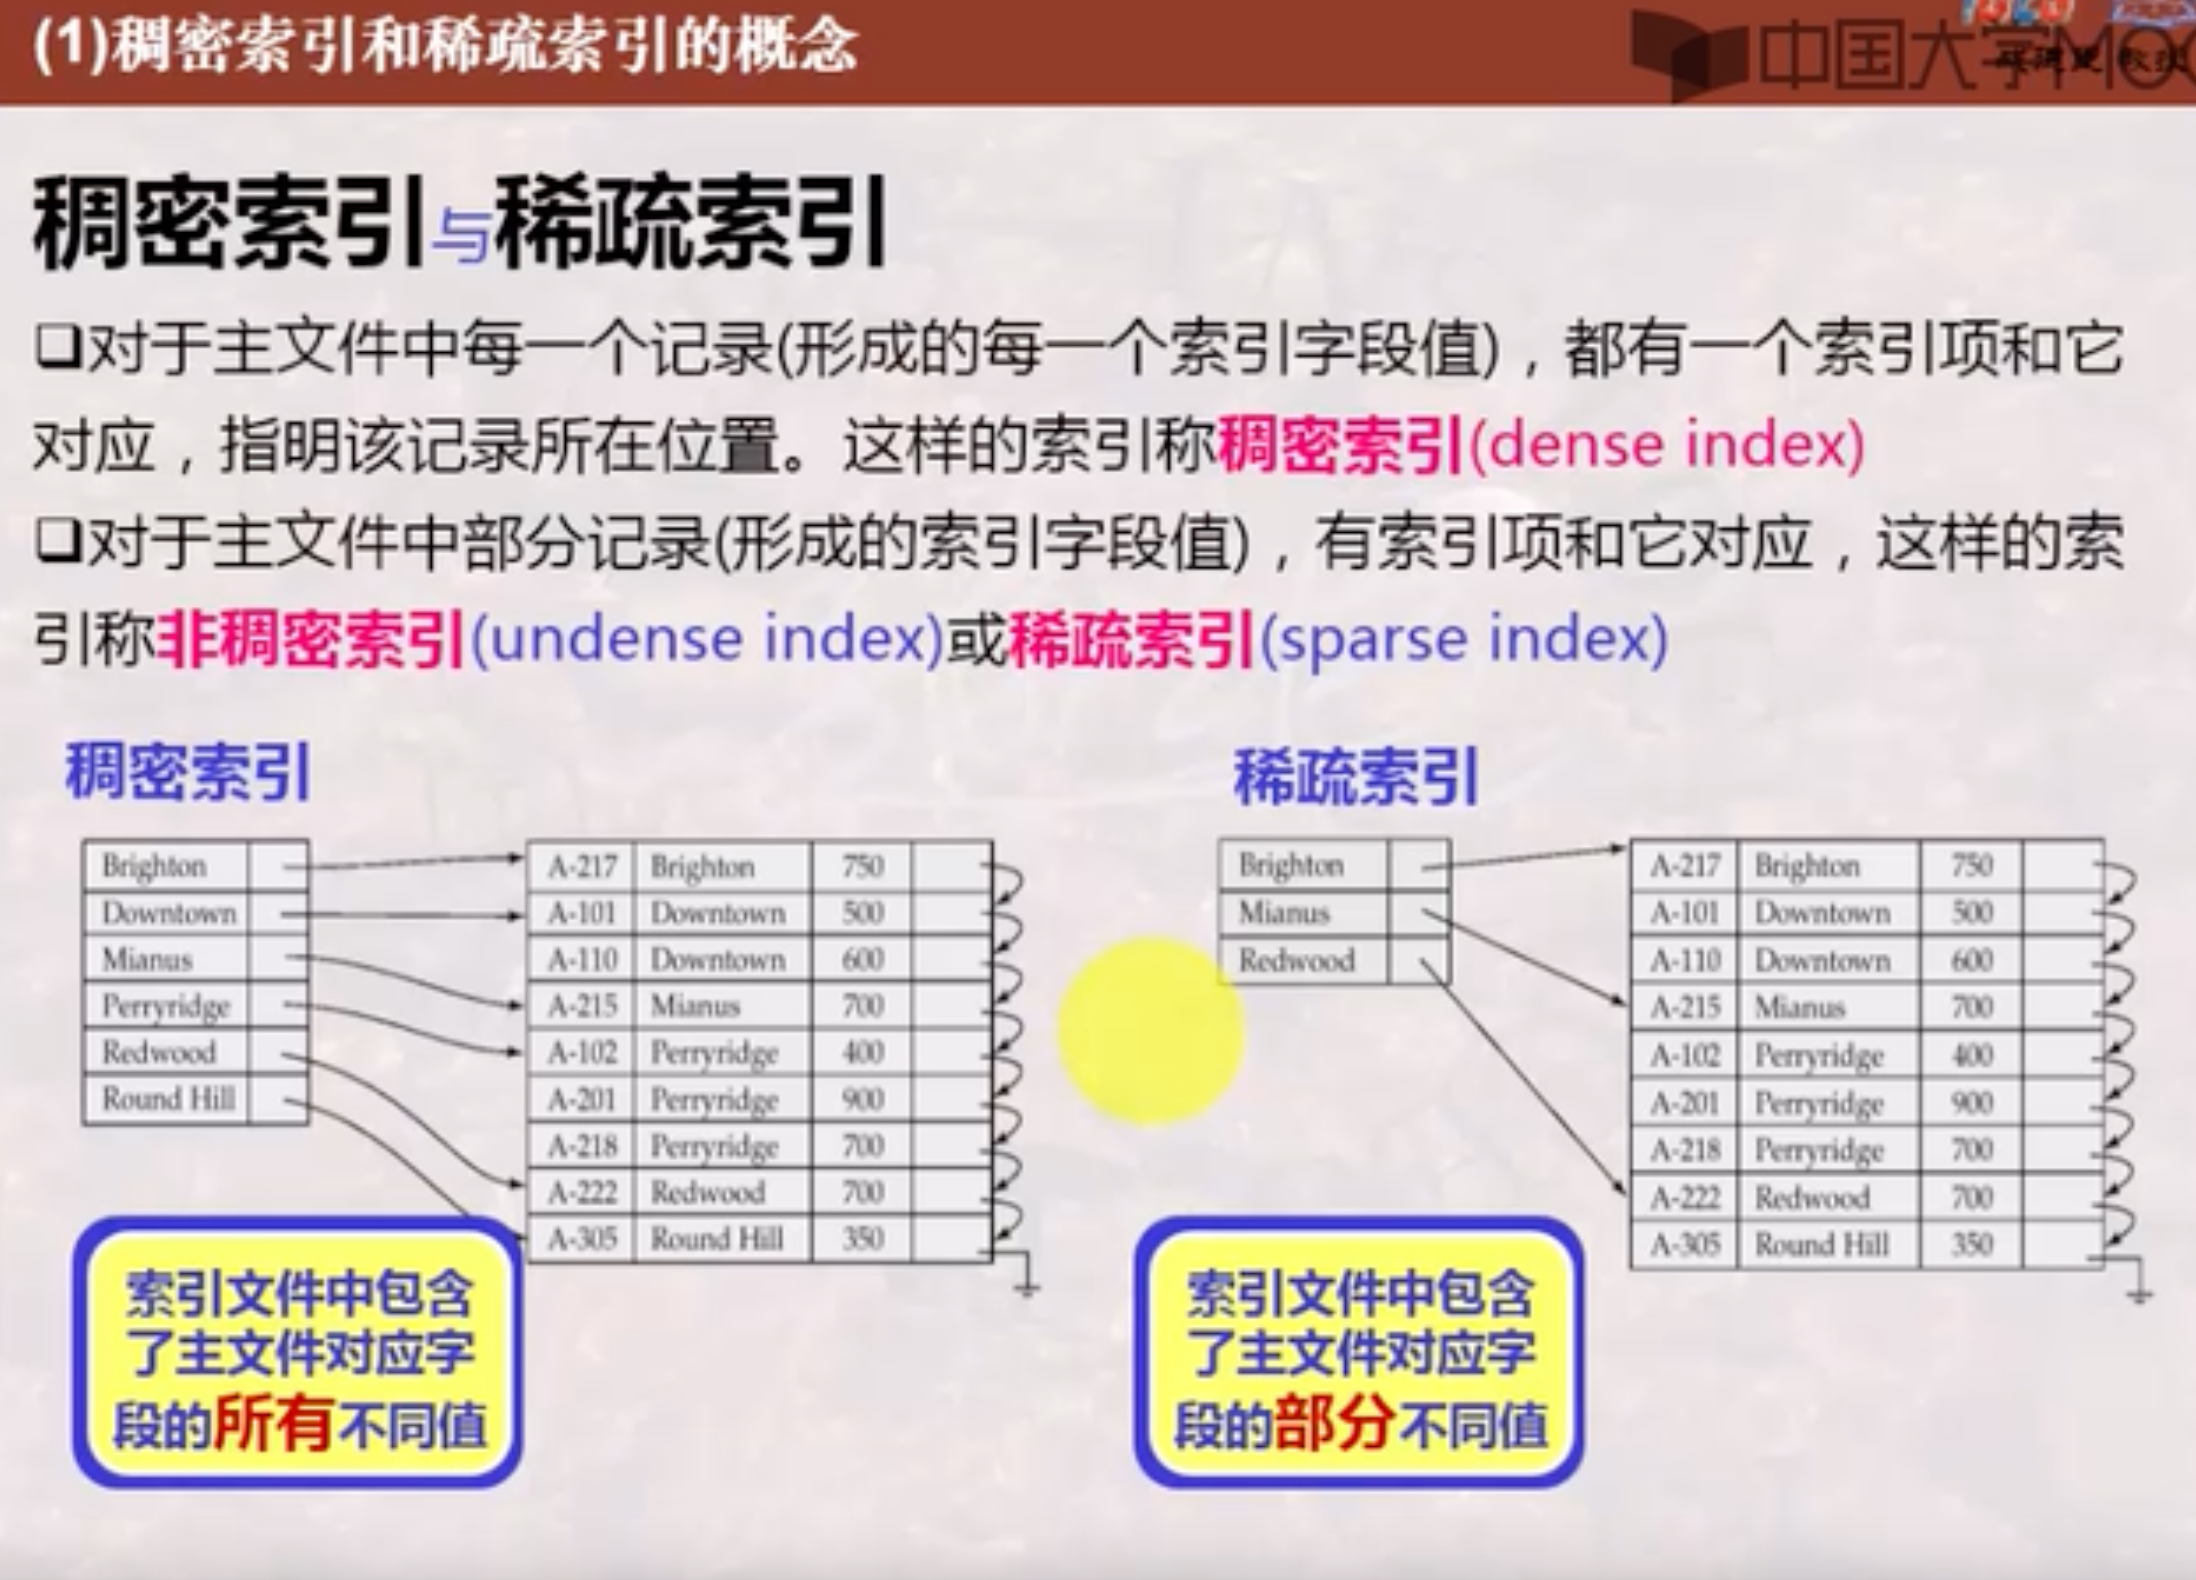 (1)稠密索引和稀疏索引的概念
中国大学MOO
稠密索引与稀疏索引
❑对于主文件中每一个记录(形成的每一个索引字段值)，都有一个索引项和它
对应，指明该记录所在位置。这样的索引称稠密索引(dense index)
❑对于主文件中部分记录(形成的索引字段值)，有索引项和它对应，这样的索
引称非稠密索引(undense index)或稀疏索引(sparse index)
稠密索引
Brighton
Downtown
Mianus
Perryridge
Redwood
Round Hill
A-217 Brighton 750
A-101 Downtown 500
A-110 Downtown 600
A-215 Mianus 700
A-102 Perryridge 400
A-201 Perryridge 900
A-218 Perryridge 700
A-222 Redwood 700
A-305 Round Hill 350
索引文件中包含
了主文件对应字
段的所有不同值
稀疏索引
Brighton
Mianus
Redwood
A-217 Brighton 750
A-101 Downtown 500
A-110 Downtown 600
A-215 Mianus 700
A-102 Perryridge 400
A-201 Perryridge 900
A-218 Perryridge 700
A-222 Redwood 700
A-305 Round Hill 350
索引文件中包含
了主文件对应字
段的部分不同值